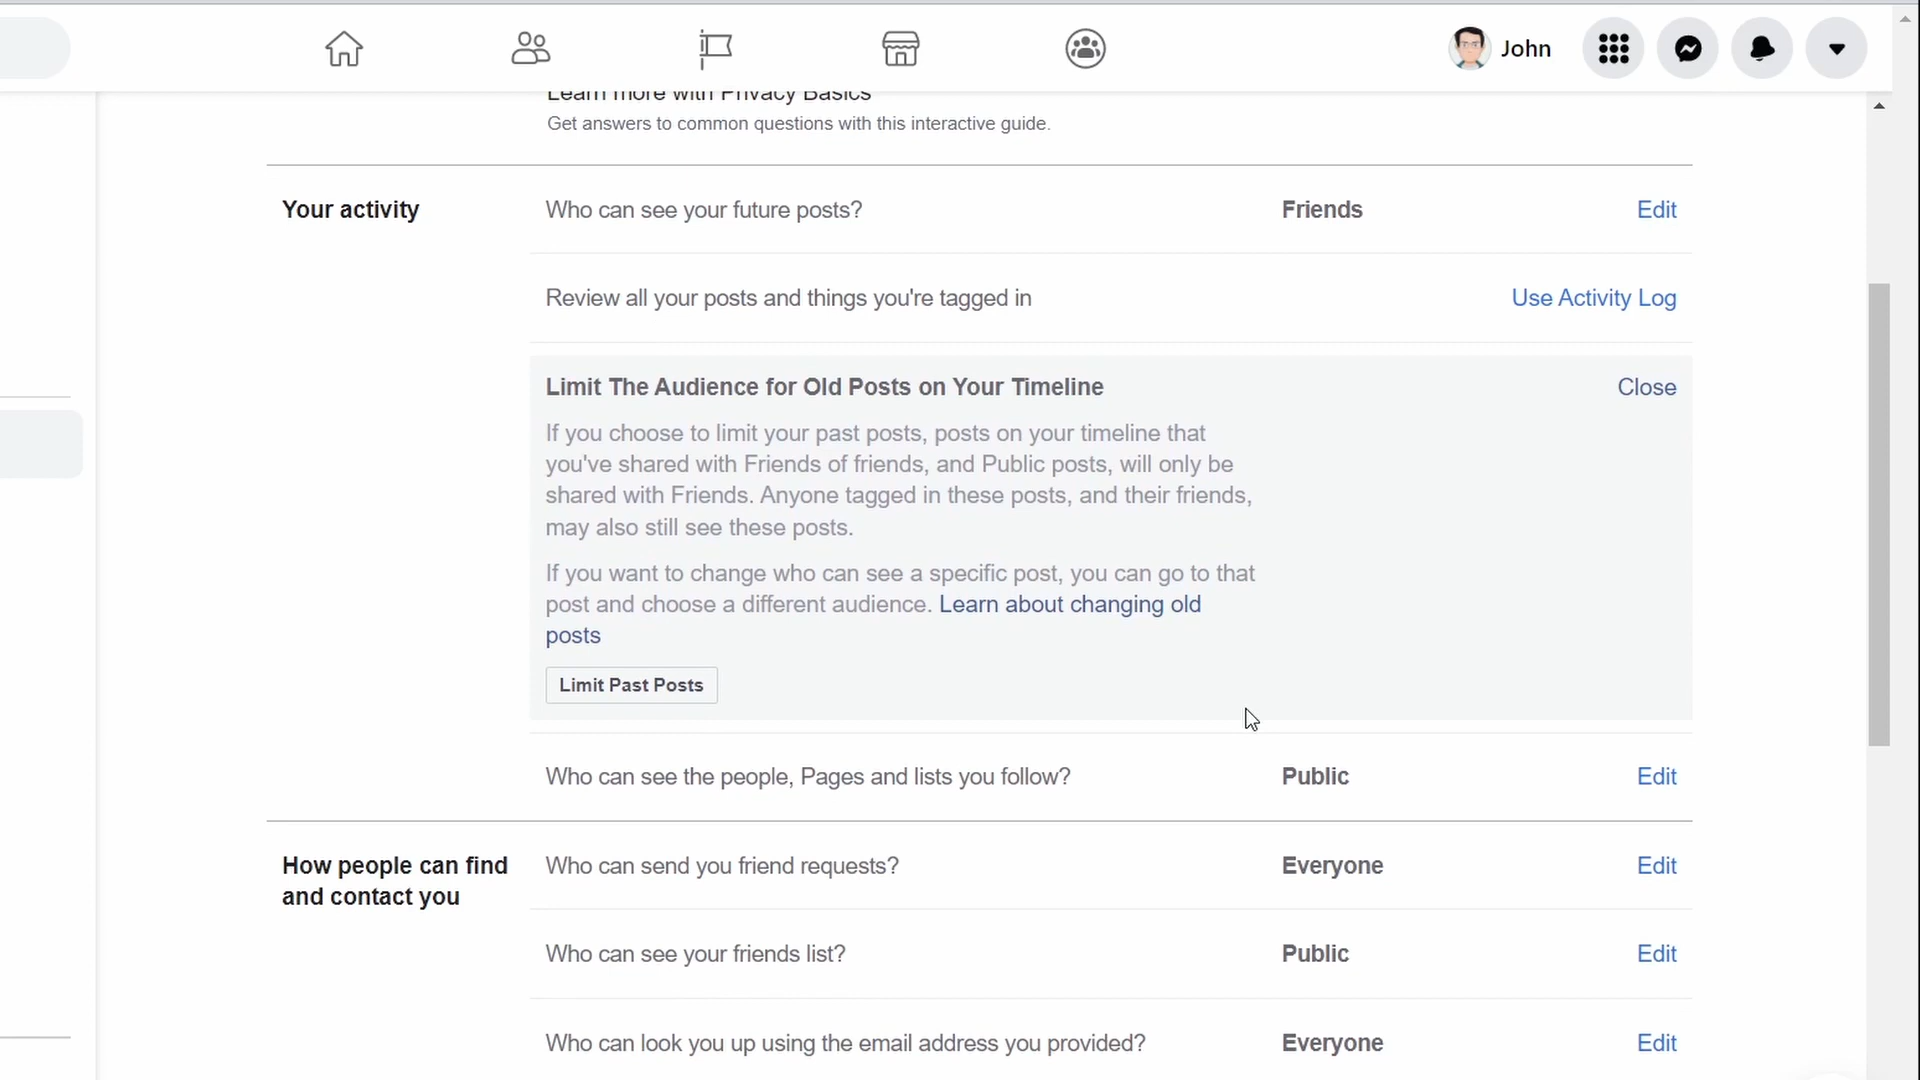 John
Learn more with Privacy Basics
Get answers to common questions with this interactive guide.
Your activity
Who can see your future posts?
Friends
Edit
Review all your posts and things you're tagged in
Use Activity Log
Limit The Audience for Old Posts on Your Timeline
Close
If you choose to limit your past posts, posts on your timeline that
you've shared with Friends of friends, and Public posts, will only be
shared with Friends. Anyone tagged in these posts, and their friends,
may also still see these posts.
If you want to change who can see a specific post, you can go to that
post and choose a different audience. Learn about changing old
posts
Limit Past Posts
Who can see the people, Pages and lists you follow?
Public
Edit
How people can find
and contact you
Who can send you friend requests?
Everyone
Edit
Who can see your friends list?
Public
Edit
Who can look you up using the email address you provided?
Everyone
Edit